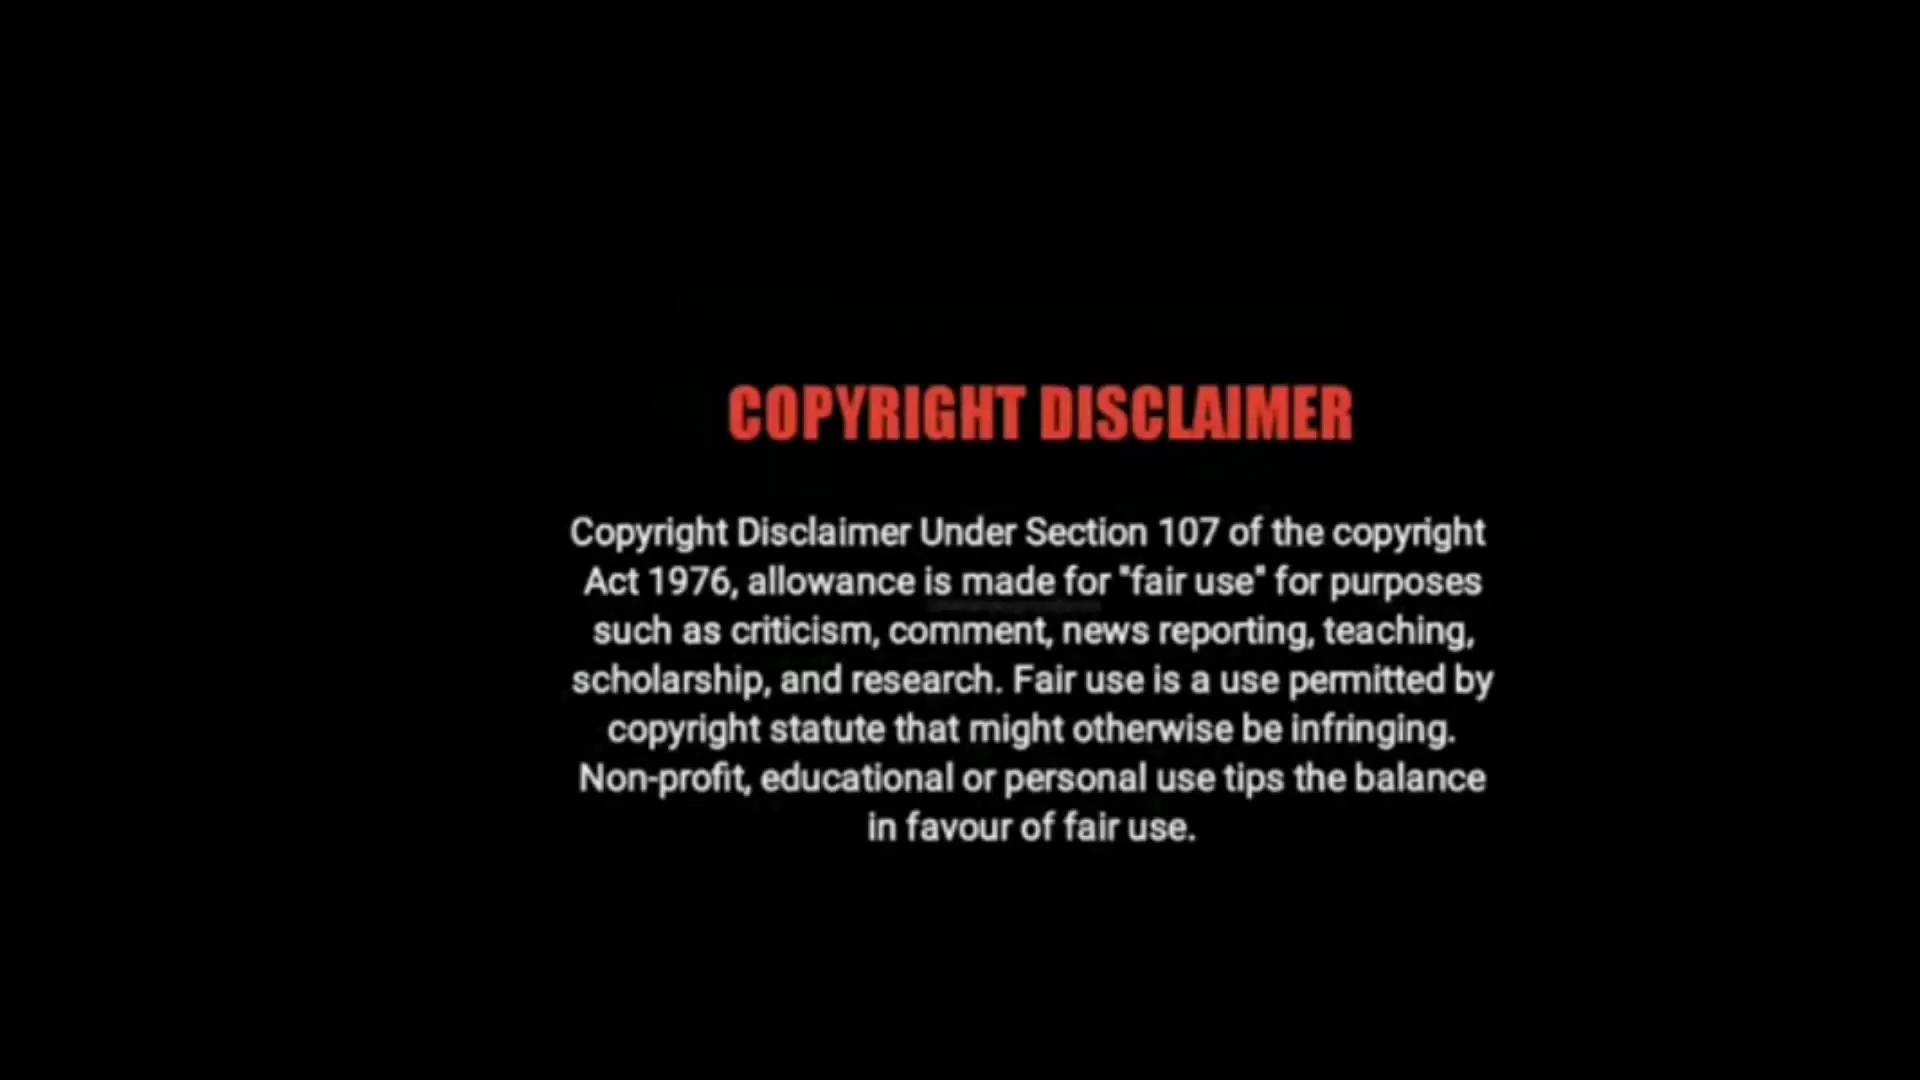 COPYRIGHT DISCLAIMER
Copyright Disclaimer Under Section 107 of the copyright
Act 1976, allowance is made for "fair use" for purposes
such as criticism, comment, news reporting, teaching,
scholarship, and research. Fair use is a use permitted by
copyright statute that might otherwise be infringing.
Non-profit, educational or personal use tips the balance
in favour of fair use.